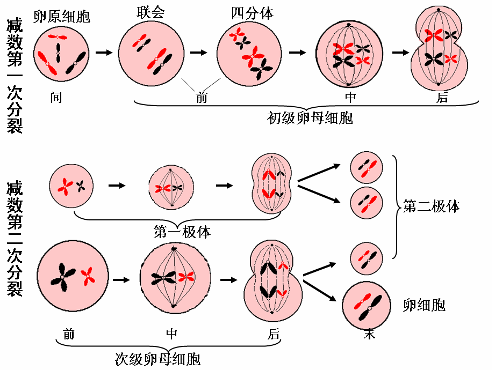 减数第一次分裂
卵原细胞
联会
四分体
间
前
中
后
初级卵母细胞
减数第二次分裂
第一极体
第二极体
卵细胞
前
中
后
末
次级卵母细胞